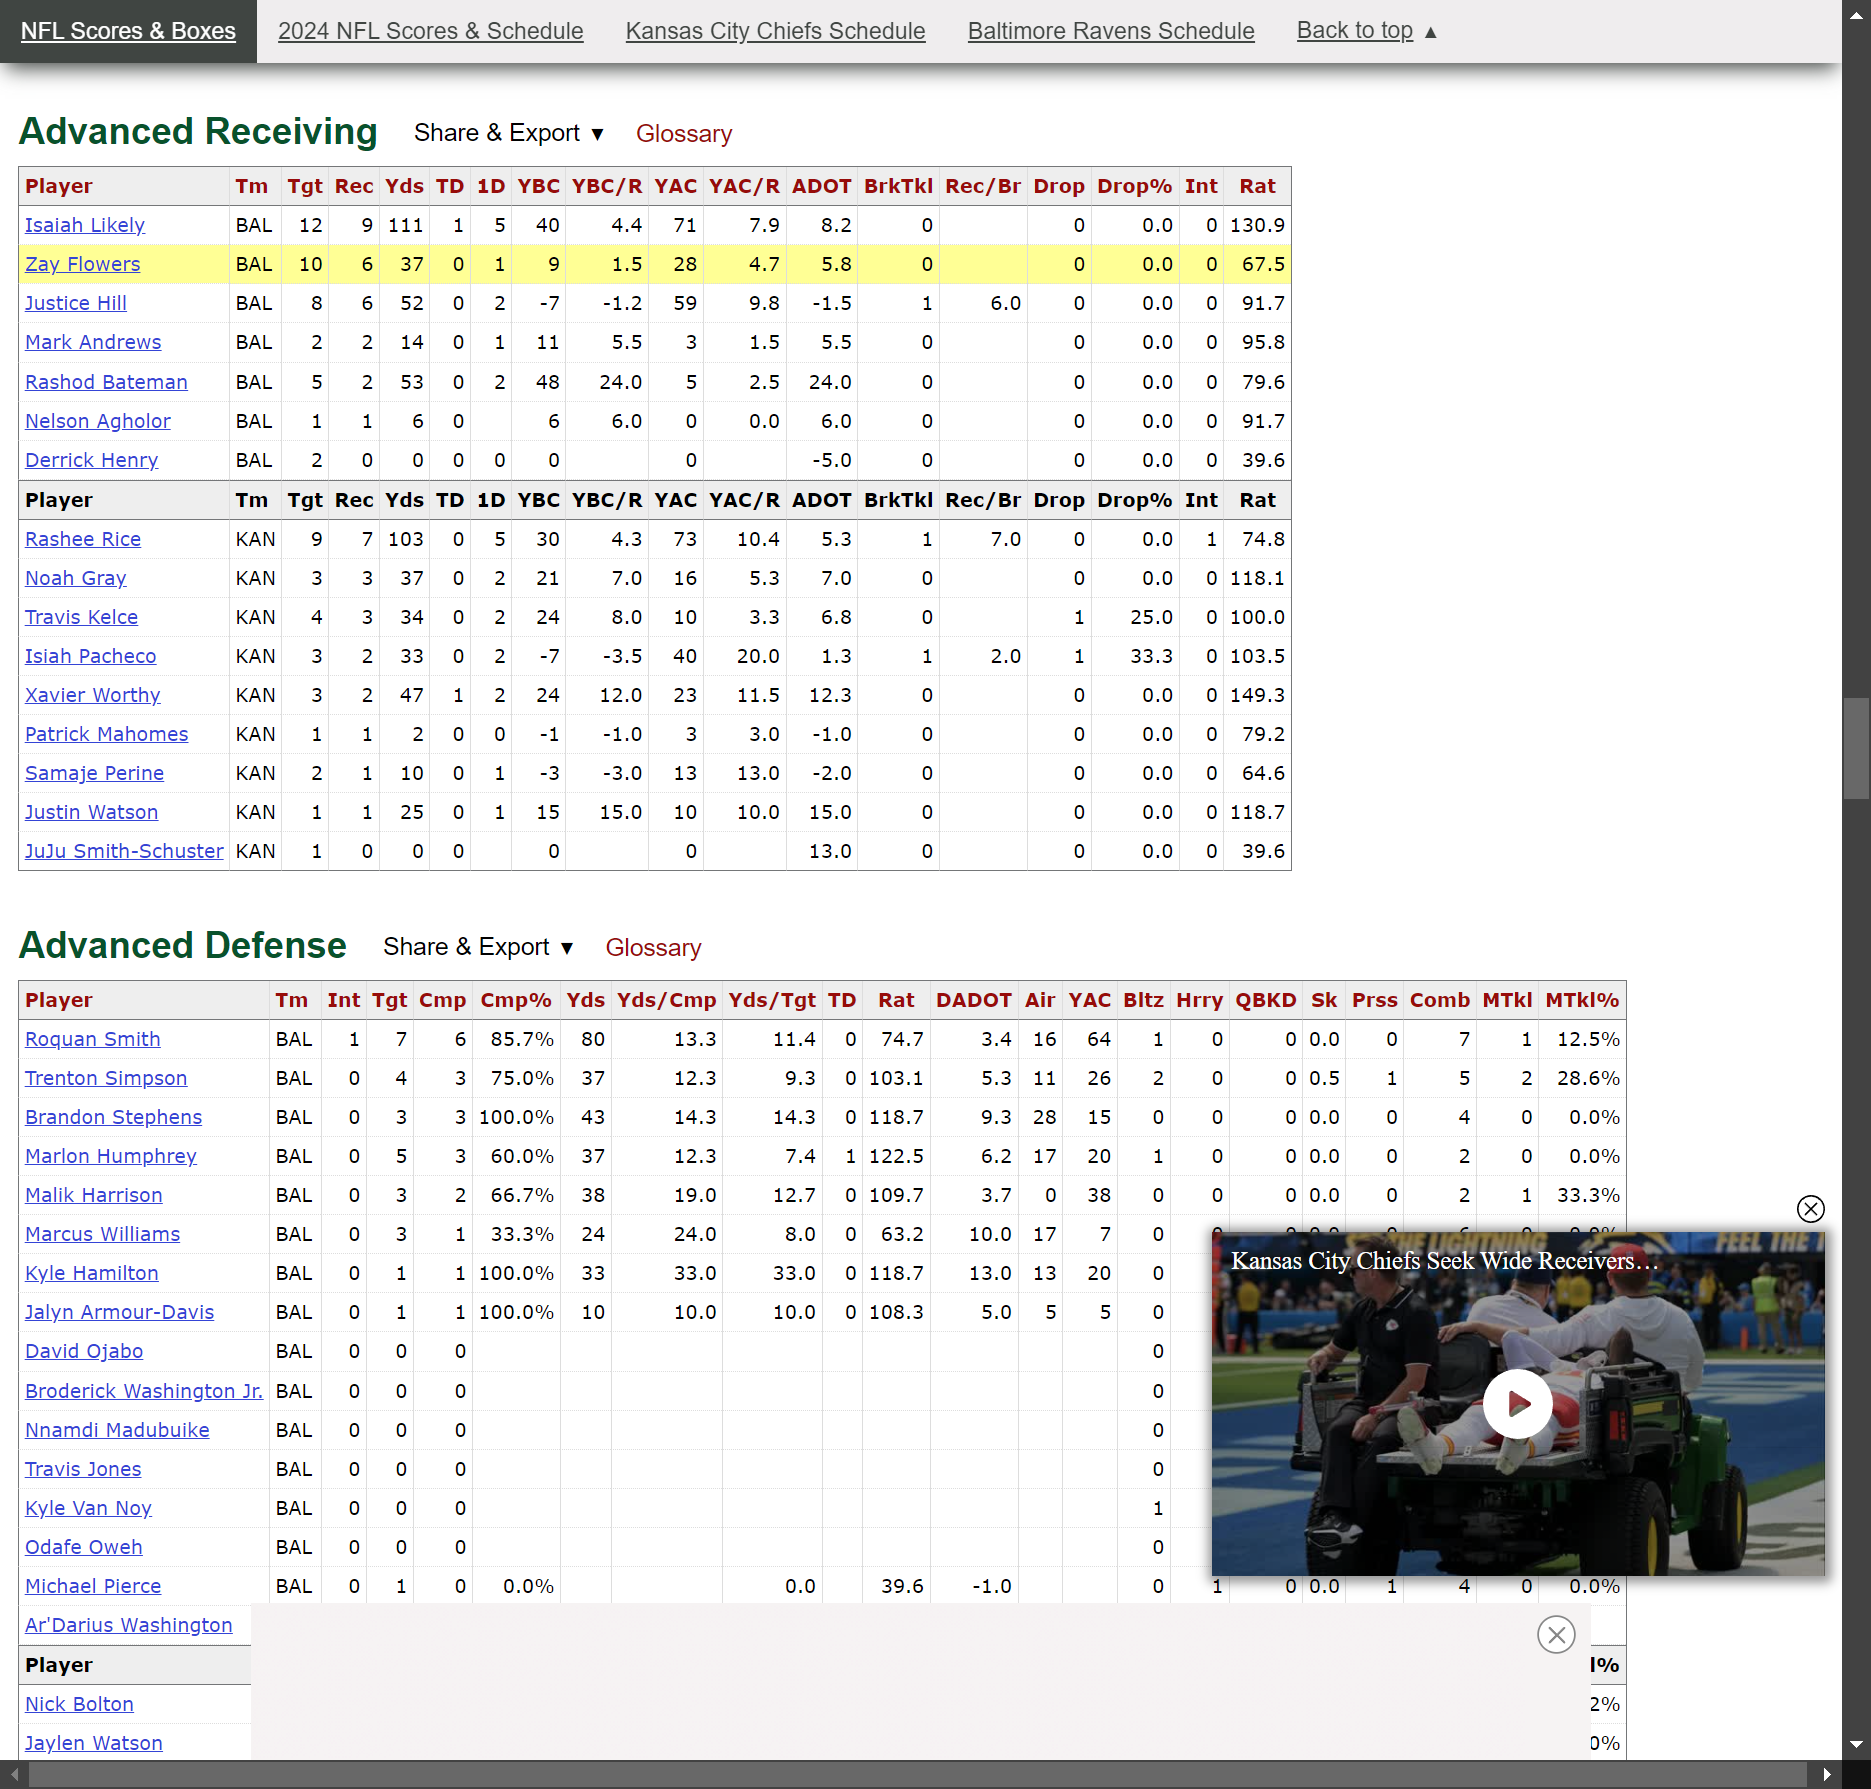 NFL Scores & Boxes 2024 NFL Scores & Schedule Kansas City Chiefs Schedule Baltimore Ravens Schedule Back to top ▲
Advanced Receiving Share & Export ▼ Glossary
Player Tm Tgt Rec Yds TD 1D YBC YBC/R YAC YAC/R ADOT BrkTkl Rec/Br Drop Drop% Int Rat
Isaiah Likely BAL 12 9 111 1 5 40 4.4 71 7.9 8.2 0 0 0.0 0 130.9
Zay Flowers BAL 10 6 37 0 1 9 1.5 28 4.7 5.8 0 0 0.0 0 67.5
Justice Hill BAL 8 6 52 0 2 -7 -1.2 59 9.8 -1.5 1 6.0 0 0.0 0 91.7
Mark Andrews BAL 2 2 14 0 1 11 5.5 3 1.5 5.5 0 0 0.0 0 95.8
Rashod Bateman BAL 5 2 53 0 2 48 24.0 5 2.5 24.0 0 0 0.0 0 79.6
Nelson Agholor BAL 1 1 6 0 6 6.0 0 0.0 6.0 0 0 0.0 0 91.7
Derrick Henry BAL 2 0 0 0 0 0 0 -5.0 0 0 0.0 0 39.6
Player Tm Tgt Rec Yds TD 1D YBC YBC/R YAC YAC/R ADOT BrkTkl Rec/Br Drop Drop% Int Rat
Rashee Rice KAN 9 7 103 0 5 30 4.3 73 10.4 5.3 1 7.0 0 0.0 1 74.8
Noah Gray KAN 3 3 37 0 2 21 7.0 16 5.3 7.0 0 0 0.0 0 118.1
Travis Kelce KAN 4 3 34 0 2 24 8.0 10 3.3 6.8 0 1 25.0 0 100.0
Isiah Pacheco KAN 3 2 33 0 2 -7 -3.5 40 20.0 1.3 1 2.0 1 33.3 0 103.5
Xavier Worthy KAN 3 2 47 1 2 24 12.0 23 11.5 12.3 0 0 0.0 0 149.3
Patrick Mahomes KAN 1 1 2 0 0 -1 -1.0 3 3.0 -1.0 0 0 0.0 0 79.2
Samaje Perine KAN 2 1 10 0 1 -3 -3.0 13 13.0 -2.0 0 0 0.0 0 64.6
Justin Watson KAN 1 1 25 0 1 15 15.0 10 10.0 15.0 0 0 0.0 0 118.7
JuJu Smith-Schuster KAN 1 0 0 0 0 0 13.0 0 0 0.0 0 39.6
Advanced Defense Share & Export ▼ Glossary
Player Tm Int Tgt Cmp Cmp% Yds Yds/Cmp Yds/Tgt TD Rat DADOT Air YAC Bltz Hrry QBKD Sk Prss Comb MTkl MTkl%
Roquan Smith BAL 1 7 6 85.7% 80 13.3 11.4 0 74.7 3.4 16 64 1 0 0 0.0 0 7 1 12.5%
Trenton Simpson BAL 0 4 3 75.0% 37 12.3 9.3 0 103.1 5.3 11 26 2 0 0 0.5 1 5 2 28.6%
Brandon Stephens BAL 0 3 3 100.0% 43 14.3 14.3 0 118.7 9.3 28 15 0 0 0 0.0 0 4 0 0.0%
Marlon Humphrey BAL 0 5 3 60.0% 37 12.3 7.4 1 122.5 6.2 17 20 1 0 0 0.0 0 2 0 0.0%
Malik Harrison BAL 0 3 2 66.7% 38 19.0 12.7 0 109.7 3.7 0 38 0 0 0 0.0 0 2 1 33.3%
Marcus Williams BAL 0 3 1 33.3% 24 24.0 8.0 0 63.2 10.0 17 7 0
Kansas City Chiefs Seek Wide Receivers…
FEEL THE
LIGHTNING
Kyle Hamilton BAL 0 1 1 100.0% 33 33.0 33.0 0 118.7 13.0 13 20 0
Jalyn Armour-Davis BAL 0 1 1 100.0% 10 10.0 10.0 0 108.3 5.0 5 5 0
David Ojabo BAL 0 0 0 0
Broderick Washington Jr. BAL 0 0 0 0
Nnamdi Madubuike BAL 0 0 0 0
Travis Jones BAL 0 0 0 0
Kyle Van Noy BAL 0 0 0 1
Odafe Oweh BAL 0 0 0 0
Michael Pierce BAL 0 1 0 0.0% 0.0 39.6 -1.0 0 1 0 0.0 1 4 0 0.0%
Ar'Darius Washington
Player l%
Nick Bolton 2%
Jaylen Watson 0%